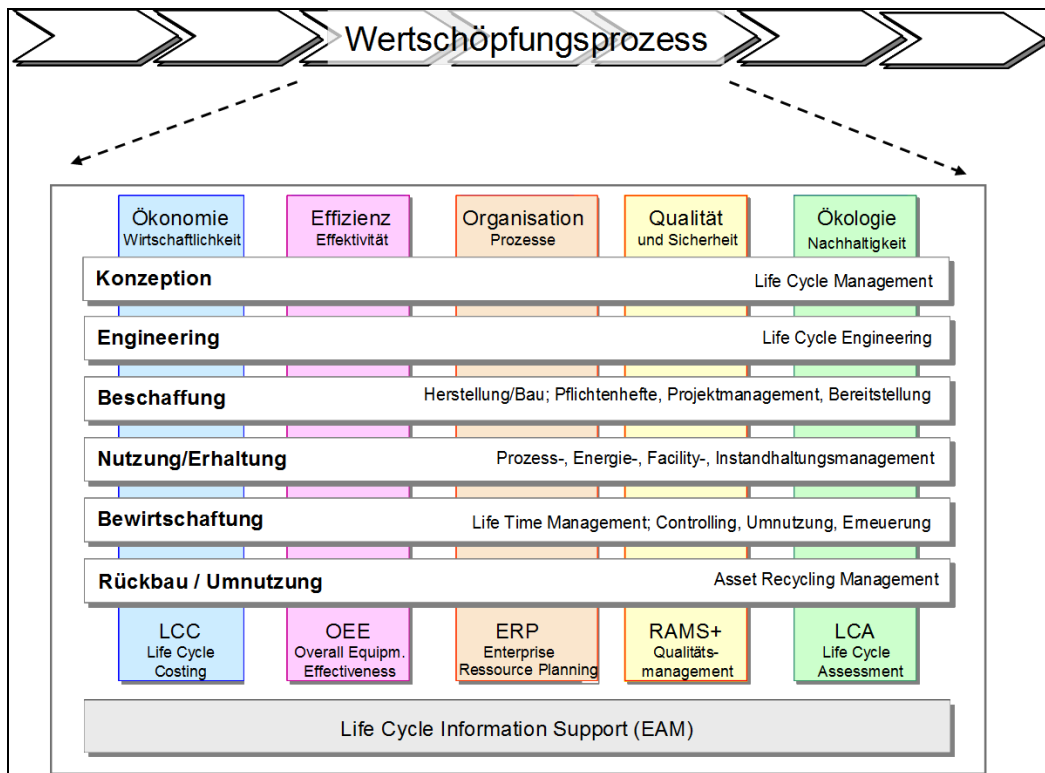 Wertschöpfungsprozess
Ökonomie
Wirtschaftlichkeit
Effizienz
Effektivität
Organisation
Prozesse
Qualität
und Sicherheit
Ökologie
Nachhaltigkeit
Konzeption
Life Cycle Management
Engineering
Life Cycle Engineering
Beschaffung
Herstellung/Bau; Pflichtenhefte, Projektmanagement, Bereitstellung
Nutzung/Erhaltung
Prozess-, Energie-, Facility-, Instandhaltungsmanagement
Bewirtschaftung
Life Time Management; Controlling, Umnutzung, Erneuerung
Rückbau / Umnutzung
Asset Recycling Management
LCC
Life Cycle
Costing
OEE
Overall Equipm.
Effectiveness
ERP
Enterprise
Ressource Planning
RAMS+
Qualitäts-
management
LCA
Life Cycle
Assessment
Life Cycle Information Support (EAM)